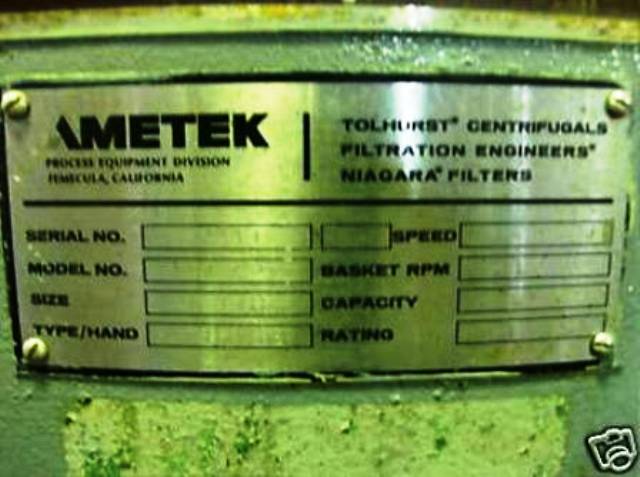 AMETEK
PROCESS EQUIPMENT DIVISION
TEMECULA, CALIFORNIA
TOLHURST® CENTRIFUGALS
FILTRATION ENGINEERS®
NIAGARA® FILTERS
SERIAL NO. SPEED
MODEL NO. BASKET RPM
SIZE CAPACITY
TYPE/HAND RATING